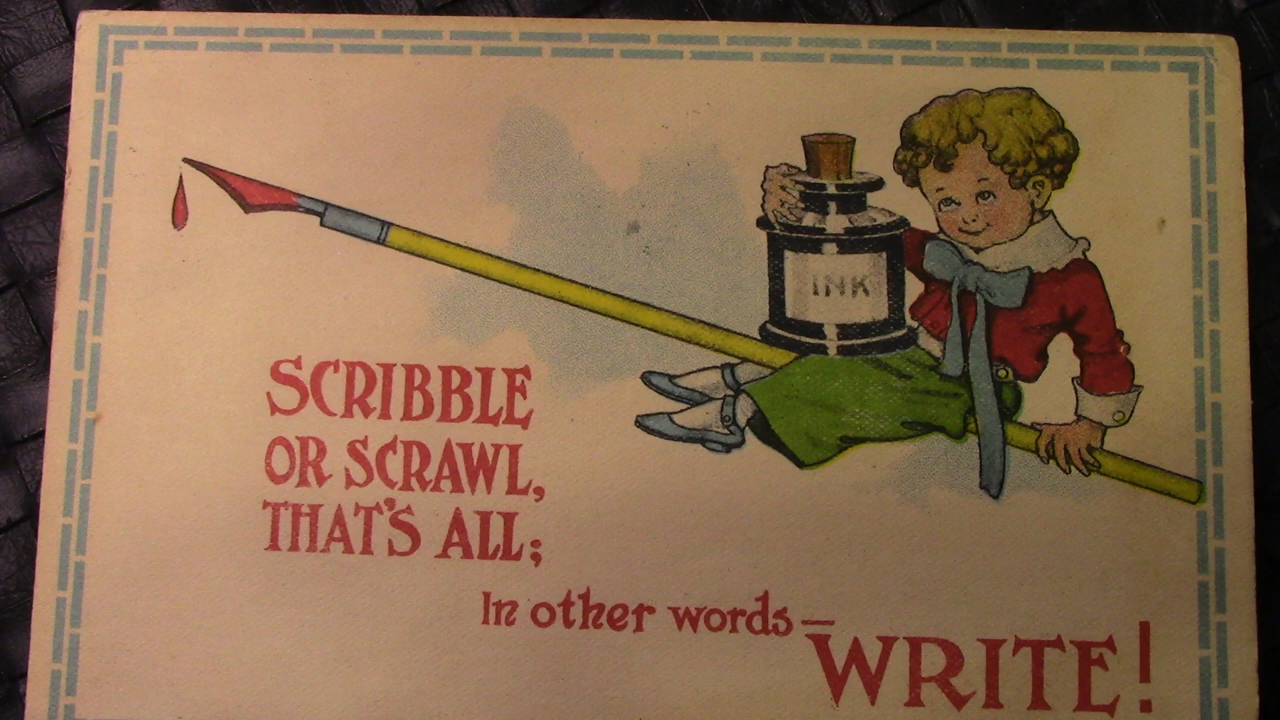 INK
SCRIBBLE
OR SCRAWL,
THAT'S ALL;
In other words—
WRITE!